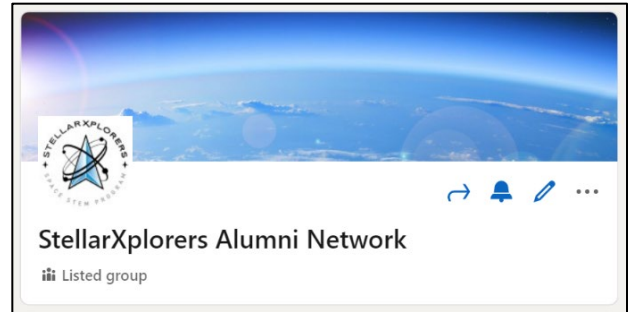 STELLARXPLORERS
SPACE STEM PROGRAM
StellarXplorers Alumni Network
Listed group